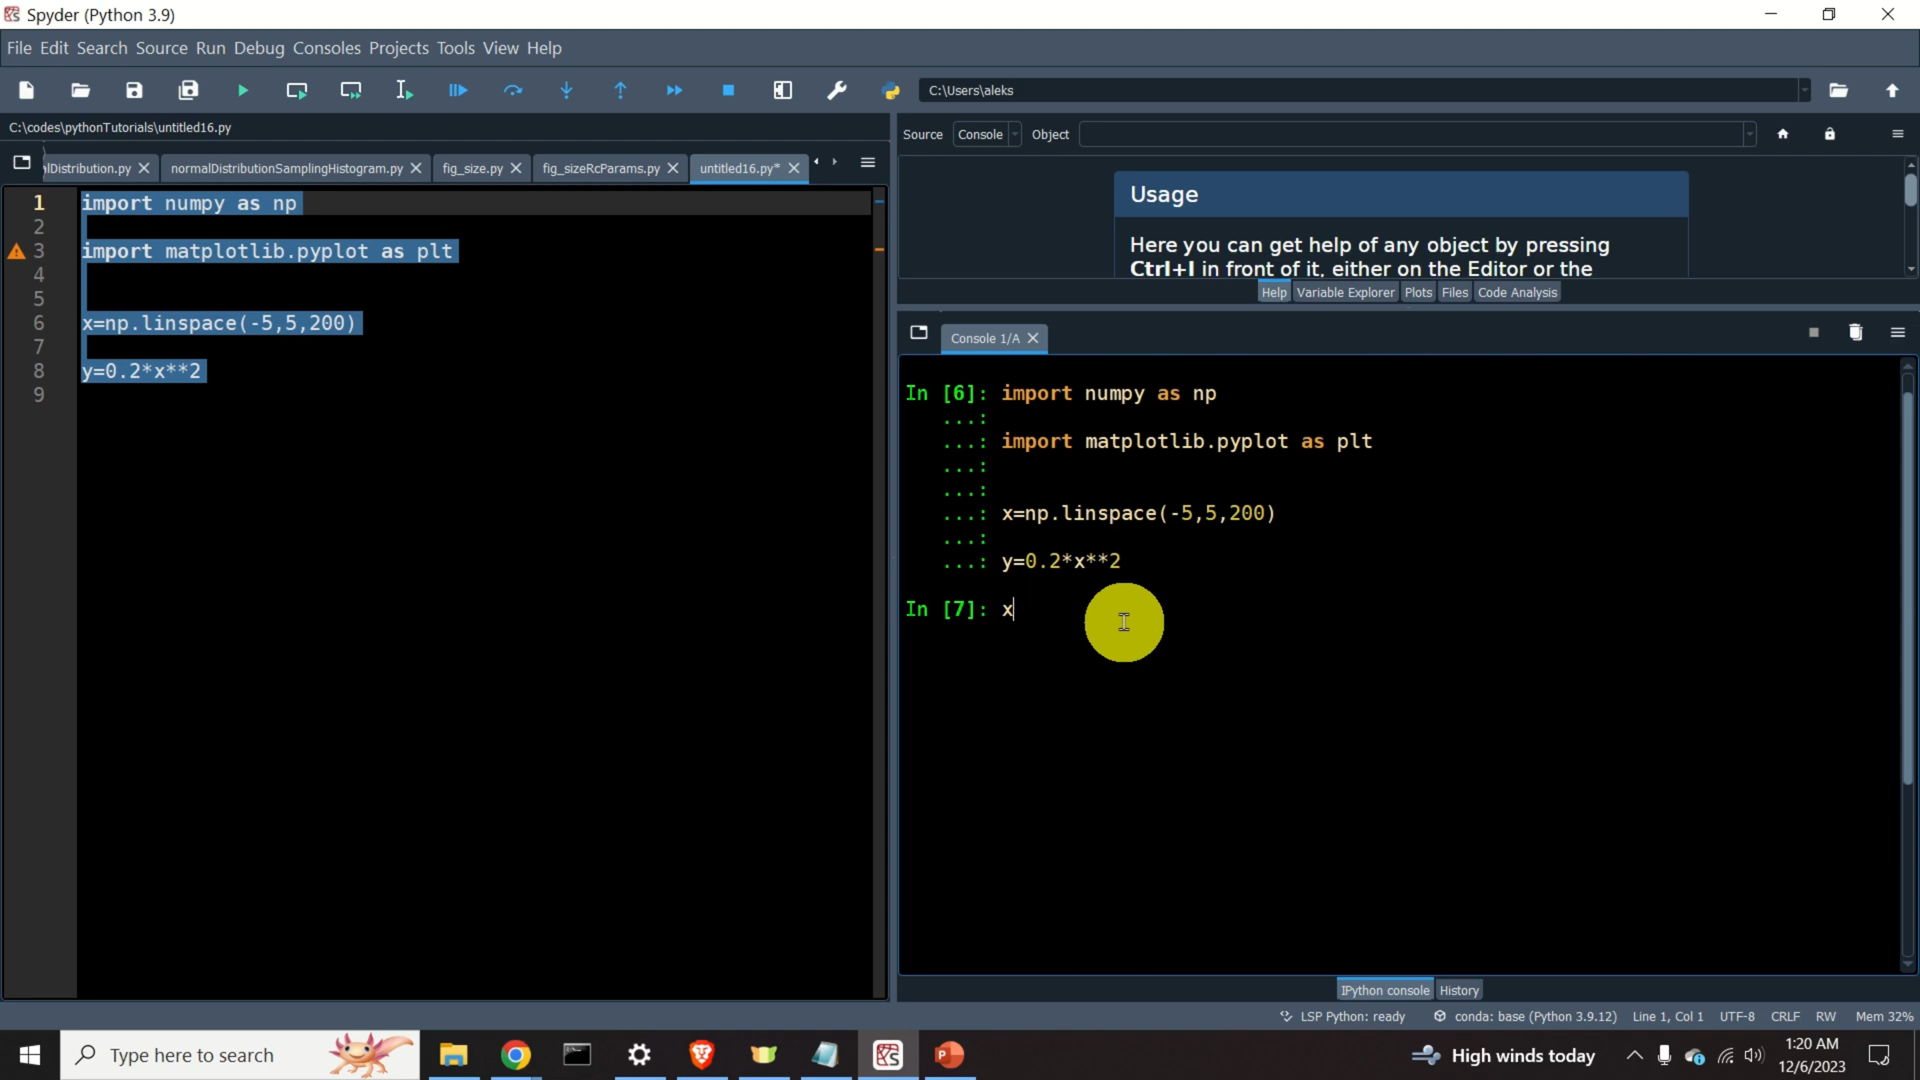 Spyder (Python 3.9)
File Edit Search Source Run Debug Consoles Projects Tools View Help
C:\Users\aleks
C:\codes\pythonTutorials\untitled16.py
lDistribution.py
normalDistributionSamplingHistogram.py
fig_size.py
fig_sizeRcParams.py
untitled16.py*
1 import numpy as np
2
3 import matplotlib.pyplot as plt
4
5
6 x=np.linspace(-5,5,200)
7
8 y=0.2*x**2
9
Source Console Object
Usage
Here you can get help of any object by pressing
Ctrl+I in front of it, either on the Editor or the
Help Variable Explorer Plots Files Code Analysis
Console 1/A
In [6]: import numpy as np
...:
...: import matplotlib.pyplot as plt
...:
...:
...: x=np.linspace(-5,5,200)
...:
...: y=0.2*x**2
In [7]: x
IPython console History
LSP Python: ready conda: base (Python 3.9.12) Line 1, Col 1 UTF-8 CRLF RW Mem 32%
Type here to search
High winds today
1:20 AM
12/6/2023